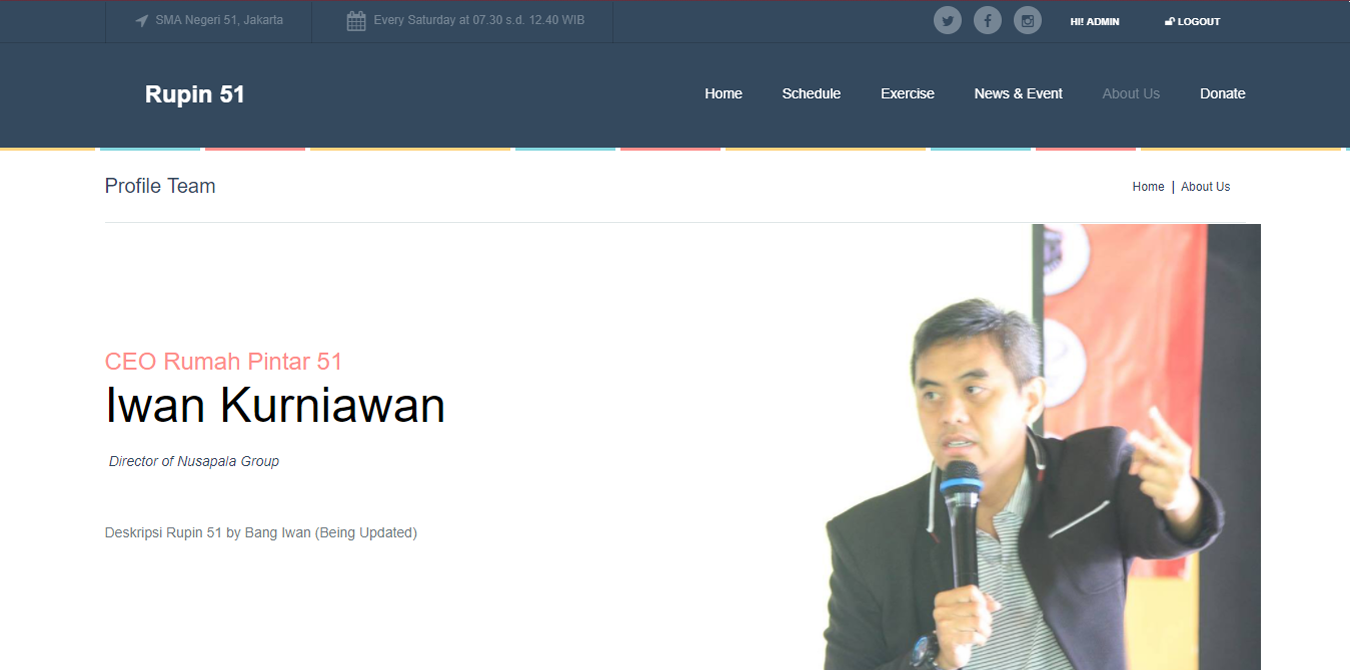 SMA Negeri 51, Jakarta
Every Saturday at 07.30 s.d. 12.40 WIB
HI! ADMIN
LOGOUT
Rupin 51
Home
Schedule
Exercise
News & Event
About Us
Donate
Profile Team
Home | About Us
CEO Rumah Pintar 51
Iwan Kurniawan
Director of Nusapala Group
Deskripsi Rupin 51 by Bang Iwan (Being Updated)